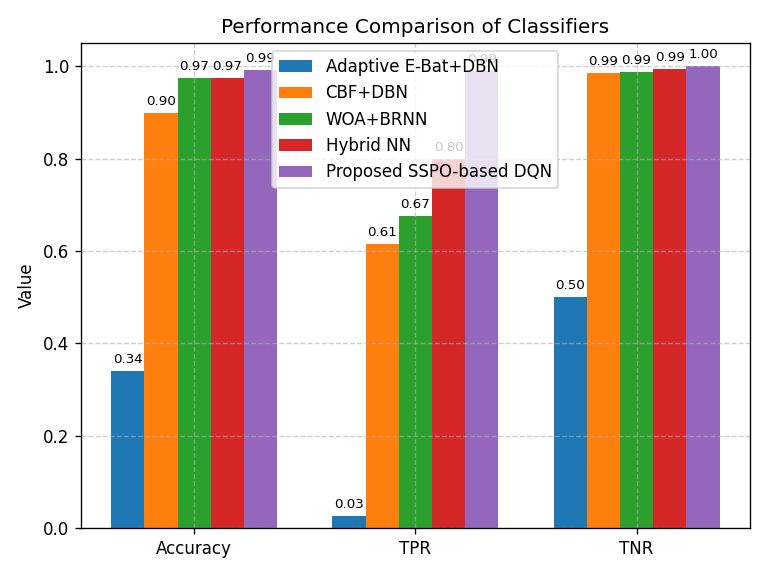 Performance Comparison of Classifiers
Value
1.0
0.8
0.6
0.4
0.2
0.0
0.34
0.90
0.97
0.97
0.99
0.03
0.61
0.67
0.80
0.99
0.50
0.99
0.99
0.99
1.00
Adaptive E-Bat+DBN
CBF+DBN
WOA+BRNN
Hybrid NN
Proposed SSPO-based DQN
Accuracy
TPR
TNR